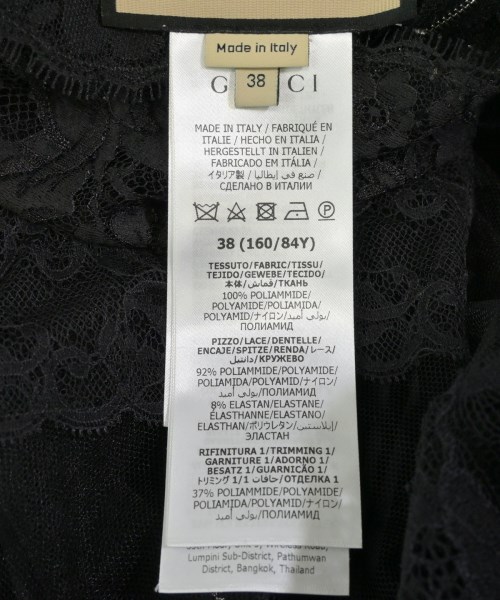 Made in Italy
G CI
38
MADE IN ITALY / FABRIQUÉ EN
ITALIE / HECHO EN ITALIA /
HERGESTELLT IN ITALIEN /
FABRICADO EM ITÁLIA /
イタリア製 / صنع في إيطاليا /
СДЕЛАНО В ИТАЛИИ
P
38 (160/84Y)
TESSUTO/FABRIC/TISSU/
TEJIDO/GEWEBE/TECIDO/
本体/قماش/ТКАНЬ
100% POLIAMMIDE/
POLYAMIDE/POLIAMIDA/
POLYAMID/ナイロン/بولي أميد/
ПОЛИАМИД
PIZZO/LACE/DENTELLE/
ENCAJE/SPITZE/RENDA/レース/
دانتيل/КРУЖЕВО
92% POLIAMMIDE/POLYAMIDE/
POLIAMIDA/POLYAMID/ナイロン/
بولي أميد/ПОЛИАМИД
8% ELASTAN/ELASTANE/
ÉLASTHANNE/ELASTANO/
ELASTHAN/ポリウレタン/إيلاستين/
ЭЛАСТАН
RIFINITURA 1/TRIMMING 1/
GARNITURE 1/ADORNO 1/
BESATZ 1/GUARNIÇÃO 1/
トリミング 1/1 حافات/ОТДЕЛКА 1
37% POLIAMMIDE/POLYAMIDE/
POLIAMIDA/POLYAMID/ナイロン/
بولي أميد/ПОЛИАМИД
Road,
Lumpini Sub-District, Pathumwan
District, Bangkok, Thailand